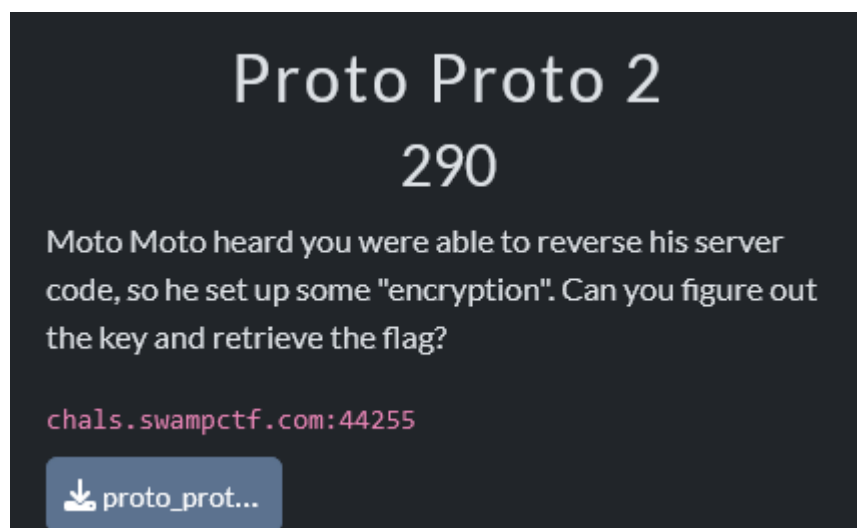 Proto Proto 2
290
Moto Moto heard you were able to reverse his server
code, so he set up some "encryption". Can you figure out
the key and retrieve the flag?
chals.swampctf.com:44255
proto_prot...